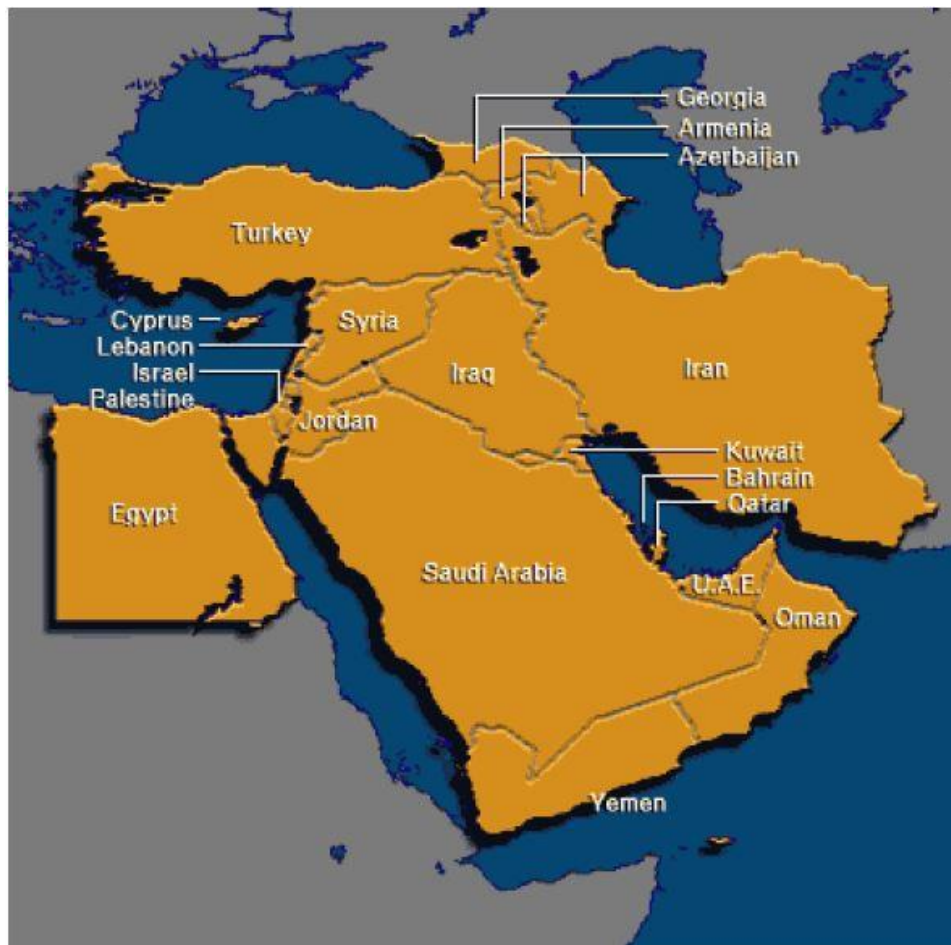 Georgia
Armenia
Azerbaijan
Turkey
Cyprus
Lebanon
Israel
Palestine
Syria
Iraq
Iran
Jordan
Kuwait
Bahrain
Qatar
Egypt
Saudi Arabia
U.A.E.
Oman
Yemen